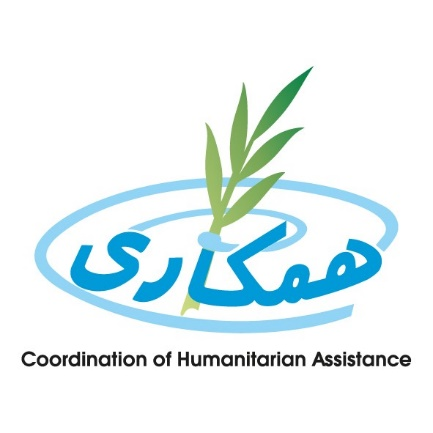 همکاری
Coordination of Humanitarian Assistance